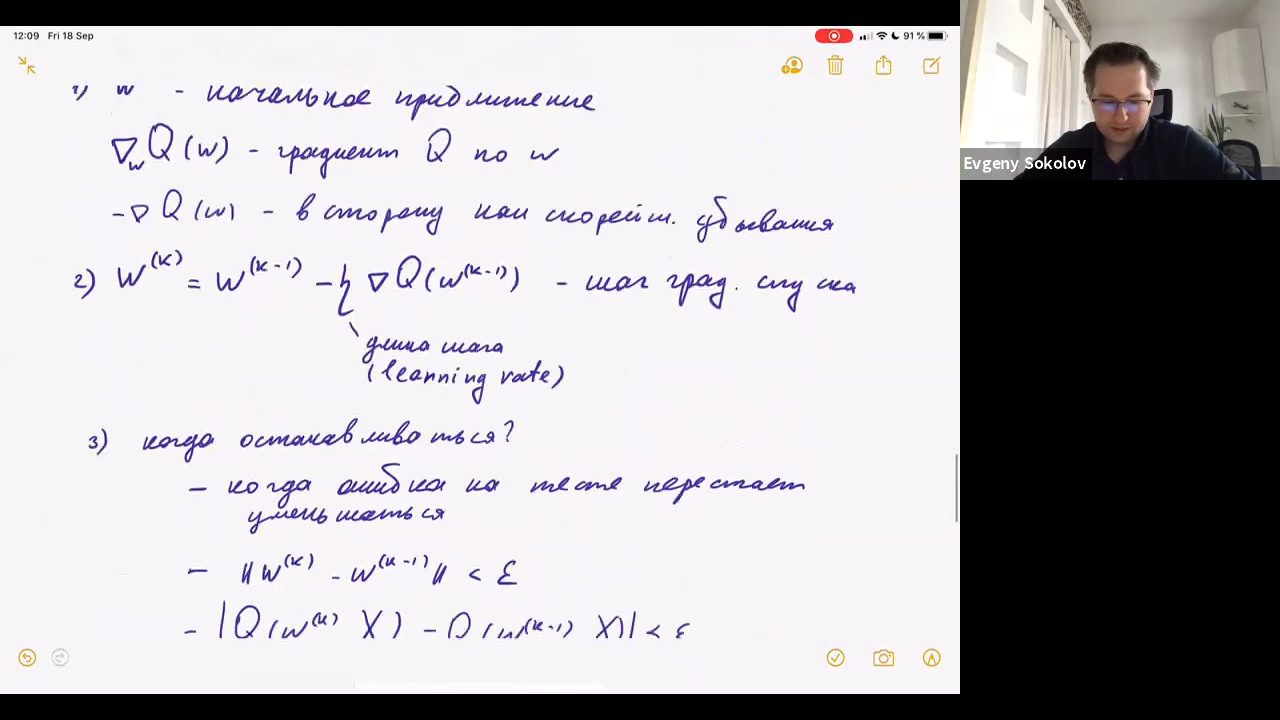 12:09 Fri 18 Sep
91 %
1) w - начальное приближение
∇_w Q(w) - градиент Q по w
-∇Q(w) - в сторону наискорейш. убывания
2) w^(k) = w^(k-1) - η ∇Q(w^(k-1)) - шаг град. спуска
длина шага
(learning rate)
3) когда останавливаться?
- когда ошибка на тесте перестает
уменьшаться
- ‖w^(k) - w^(k-1)‖ < ε
- |Q(w^(k) X) - Q(w^(k-1) X)| < ε
Evgeny Sokolov